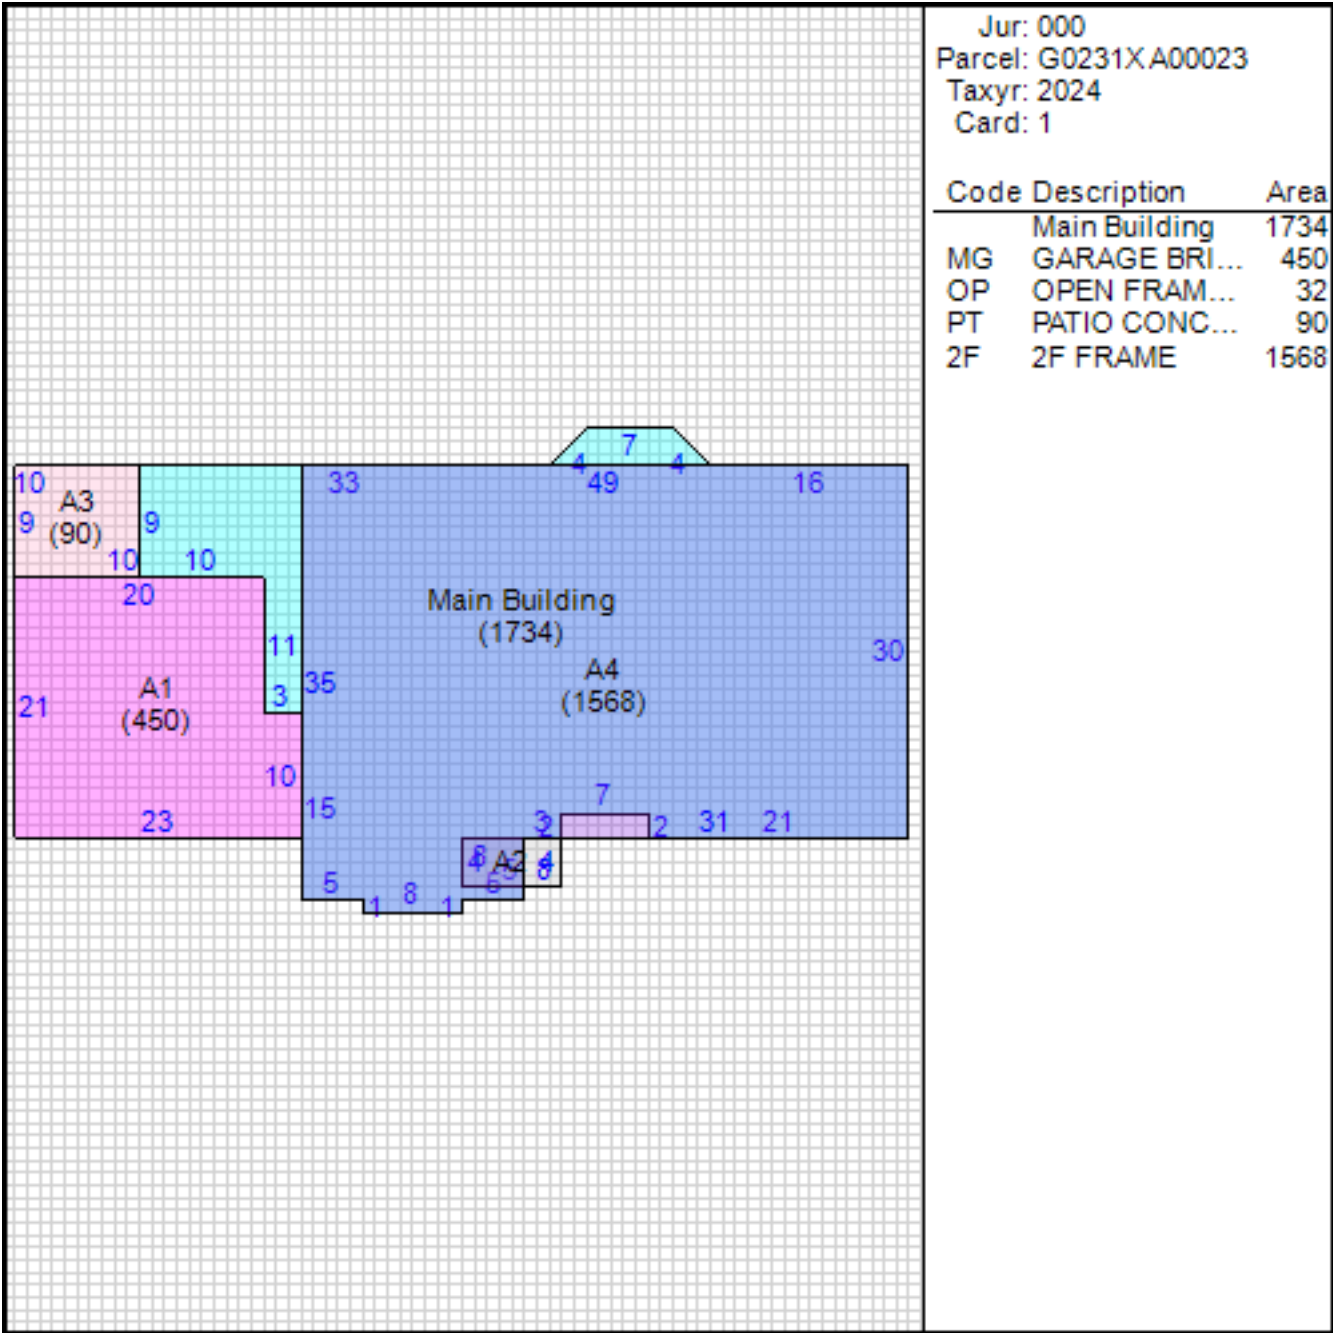 Jur: 000
Parcel: G0231XA00023
Taxyr: 2024
Card: 1
Code Description Area
Main Building 1734
MG GARAGE BRI... 450
OP OPEN FRAM... 32
PT PATIO CONC... 90
2F 2F FRAME 1568
7
4 4
10 33 49 16
A3
9 (90) 9
10 10
20
Main Building
(1734)
11 30
A4
(1568)
A1
(450)
3 35
21
10
7
15
23 3 2 2 31 21
4 8 A2 4
5 8
1 1